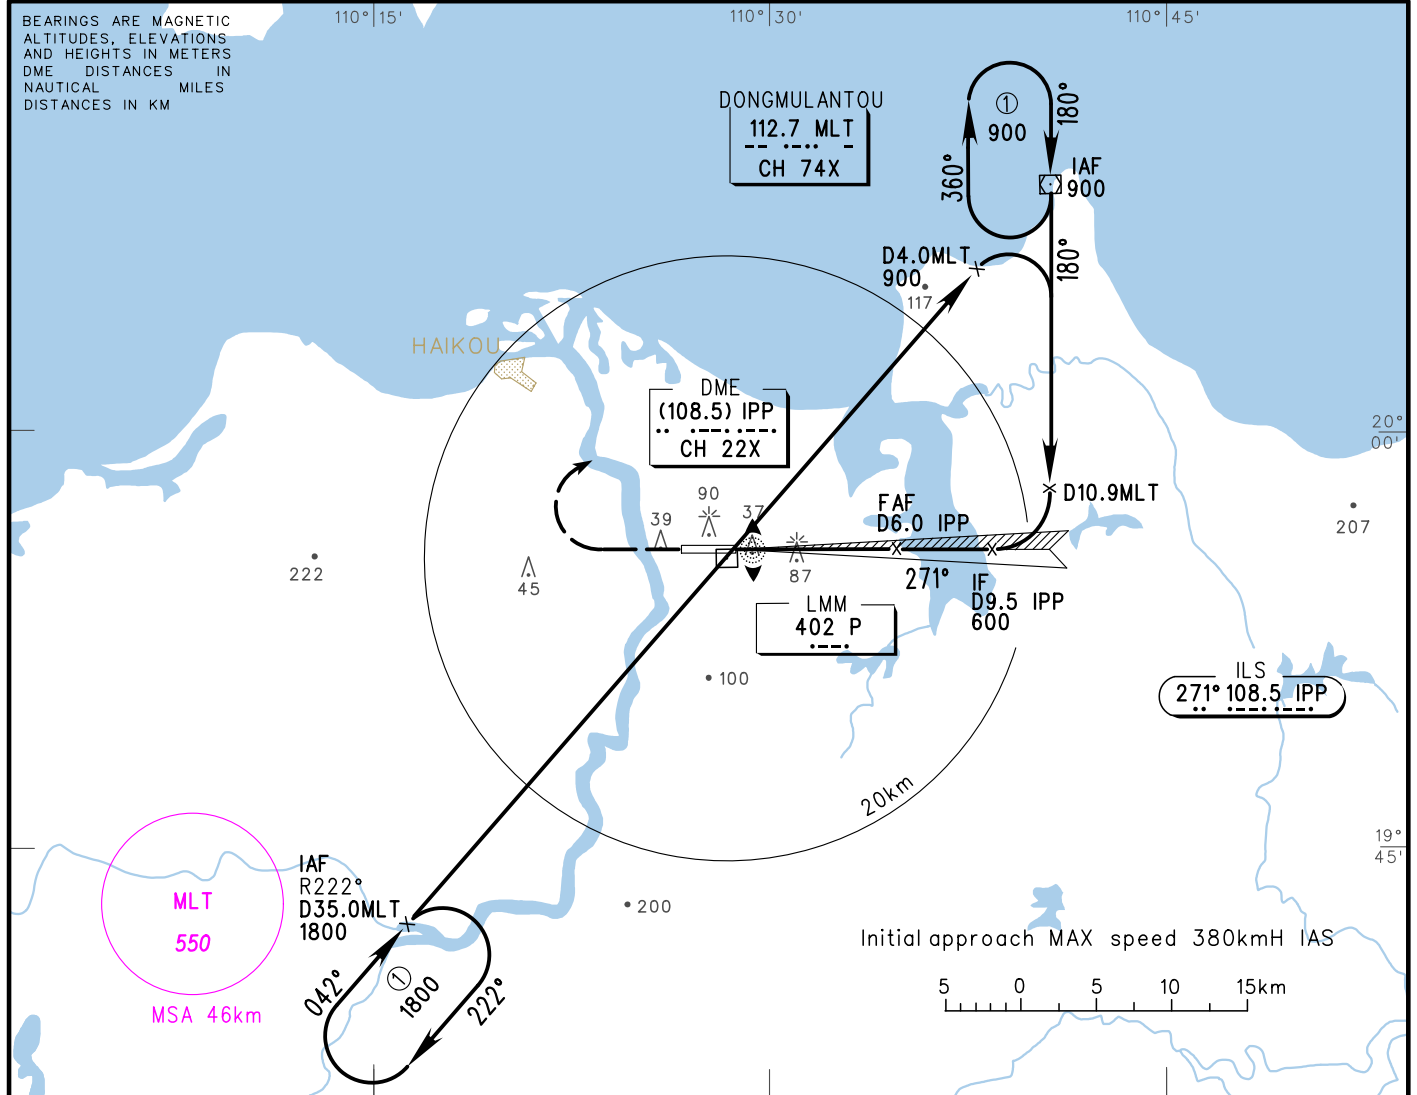 BEARINGS ARE MAGNETIC
ALTITUDES, ELEVATIONS
AND HEIGHTS IN METERS
DME DISTANCES IN
NAUTICAL MILES
DISTANCES IN KM
110° 15'
110° 30'
110° 45'
DONGMULANTOU
112.7 MLT
CH 74X
1
900
180°
360°
IAF
900
180°
D4.0MLT
900
117
HAIKOU
DME
(108.5) IPP
CH 22X
20°
00'
D10.9MLT
FAF
D6.0 IPP
90
39
37
87
207
222
45
271°
IF
D9.5 IPP
600
LMM
402 P
100
ILS
271° 108.5 IPP
20km
19°
45'
IAF
R222°
D35.0MLT
1800
MLT
550
MSA 46km
200
042°
1
1800
222°
Initial approach MAX speed 380kmH IAS
5 0 5 10 15km